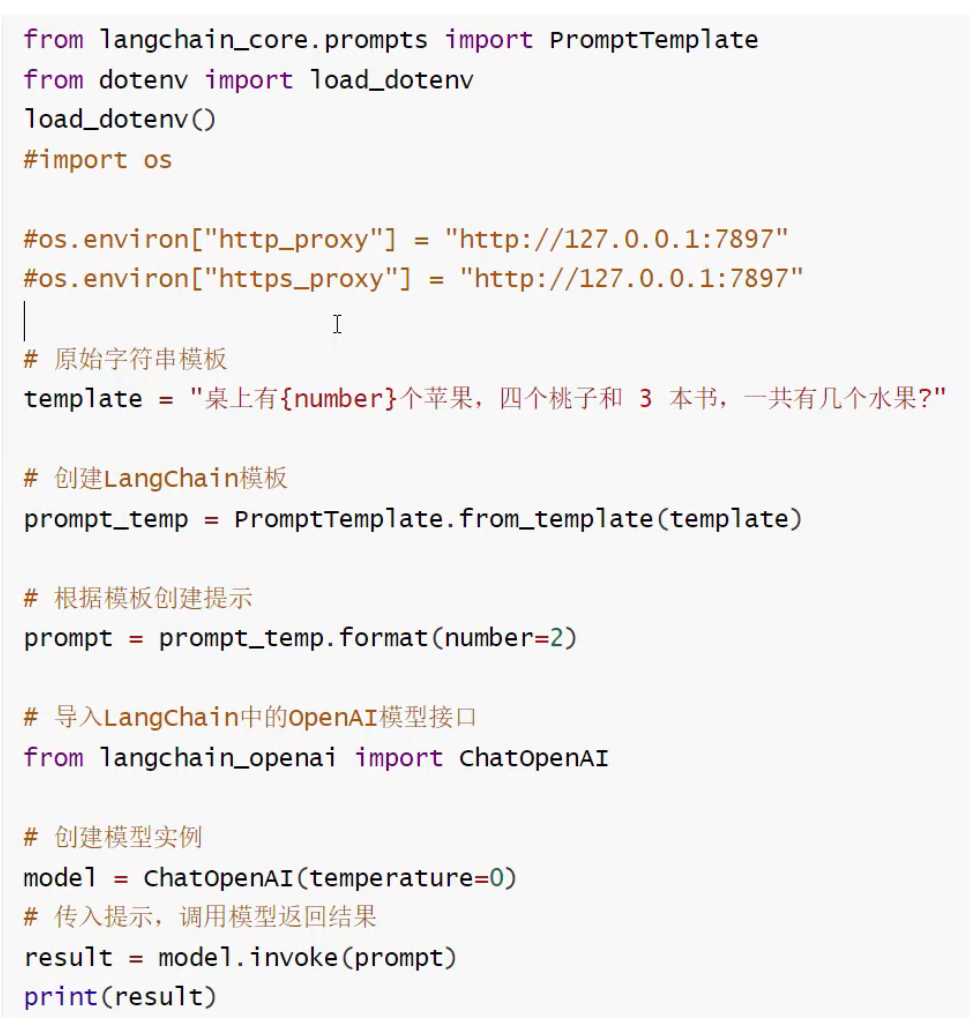 from langchain_core.prompts import PromptTemplate
from dotenv import load_dotenv
load_dotenv()
#import os
#os.environ["http_proxy"] = "http://127.0.0.1:7897"
#os.environ["https_proxy"] = "http://127.0.0.1:7897"
# 原始字符串模板
template = "桌上有{number}个苹果，四个桃子和 3 本书，一共有几个水果?"
# 创建LangChain模板
prompt_temp = PromptTemplate.from_template(template)
# 根据模板创建提示
prompt = prompt_temp.format(number=2)
# 导入LangChain中的OpenAI模型接口
from langchain_openai import ChatOpenAI
# 创建模型实例
model = ChatOpenAI(temperature=0)
# 传入提示，调用模型返回结果
result = model.invoke(prompt)
print(result)